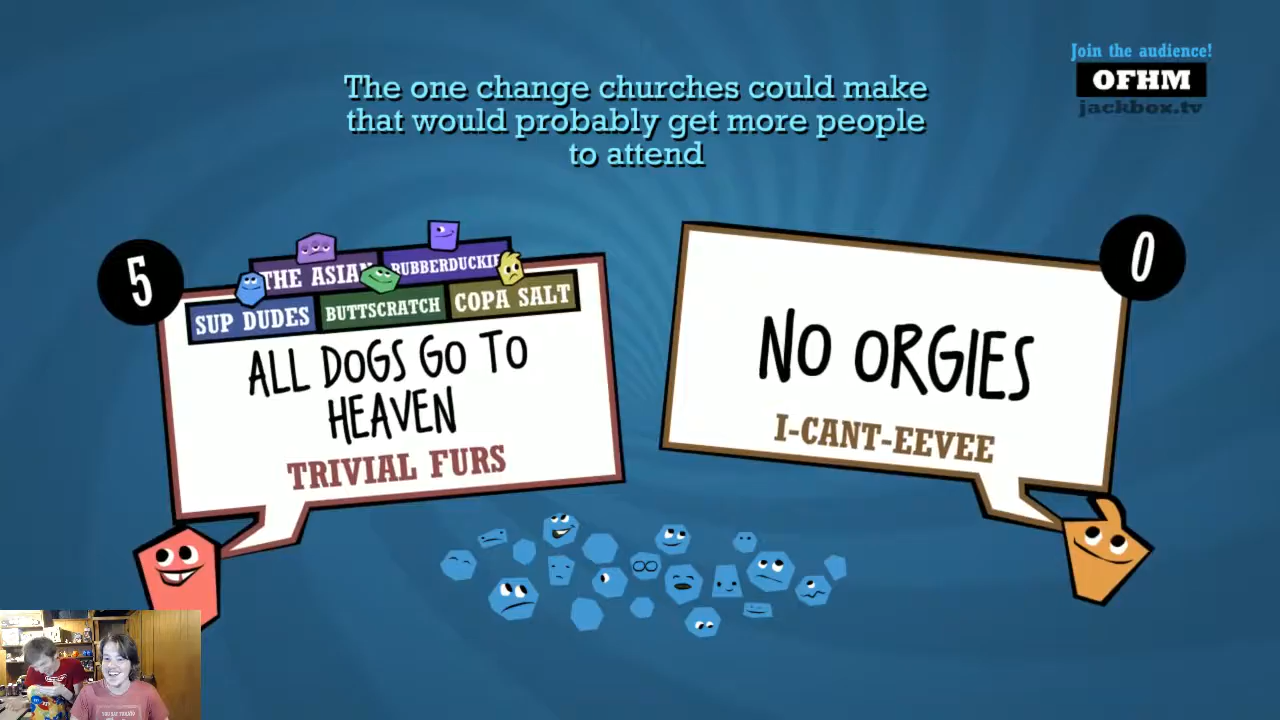 Join the audience!
OFHM
jackbox.tv
The one change churches could make
that would probably get more people
to attend
5
THE ASIAN
RUBBERDUCKIE
SUP DUDES
BUTTSCRATCH
COPA SALT
ALL DOGS GO TO
HEAVEN
TRIVIAL FURS
0
NO ORGIES
I-CANT-EEVEE